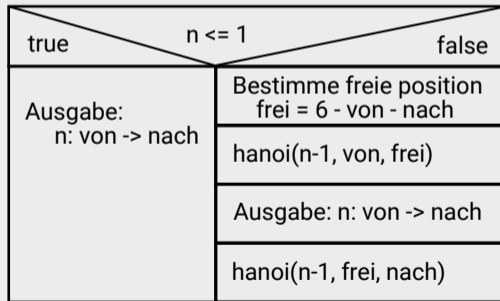 n <= 1
true
false
Ausgabe:
n: von -> nach
Bestimme freie position
frei = 6 - von - nach
hanoi(n-1, von, frei)
Ausgabe: n: von -> nach
hanoi(n-1, frei, nach)